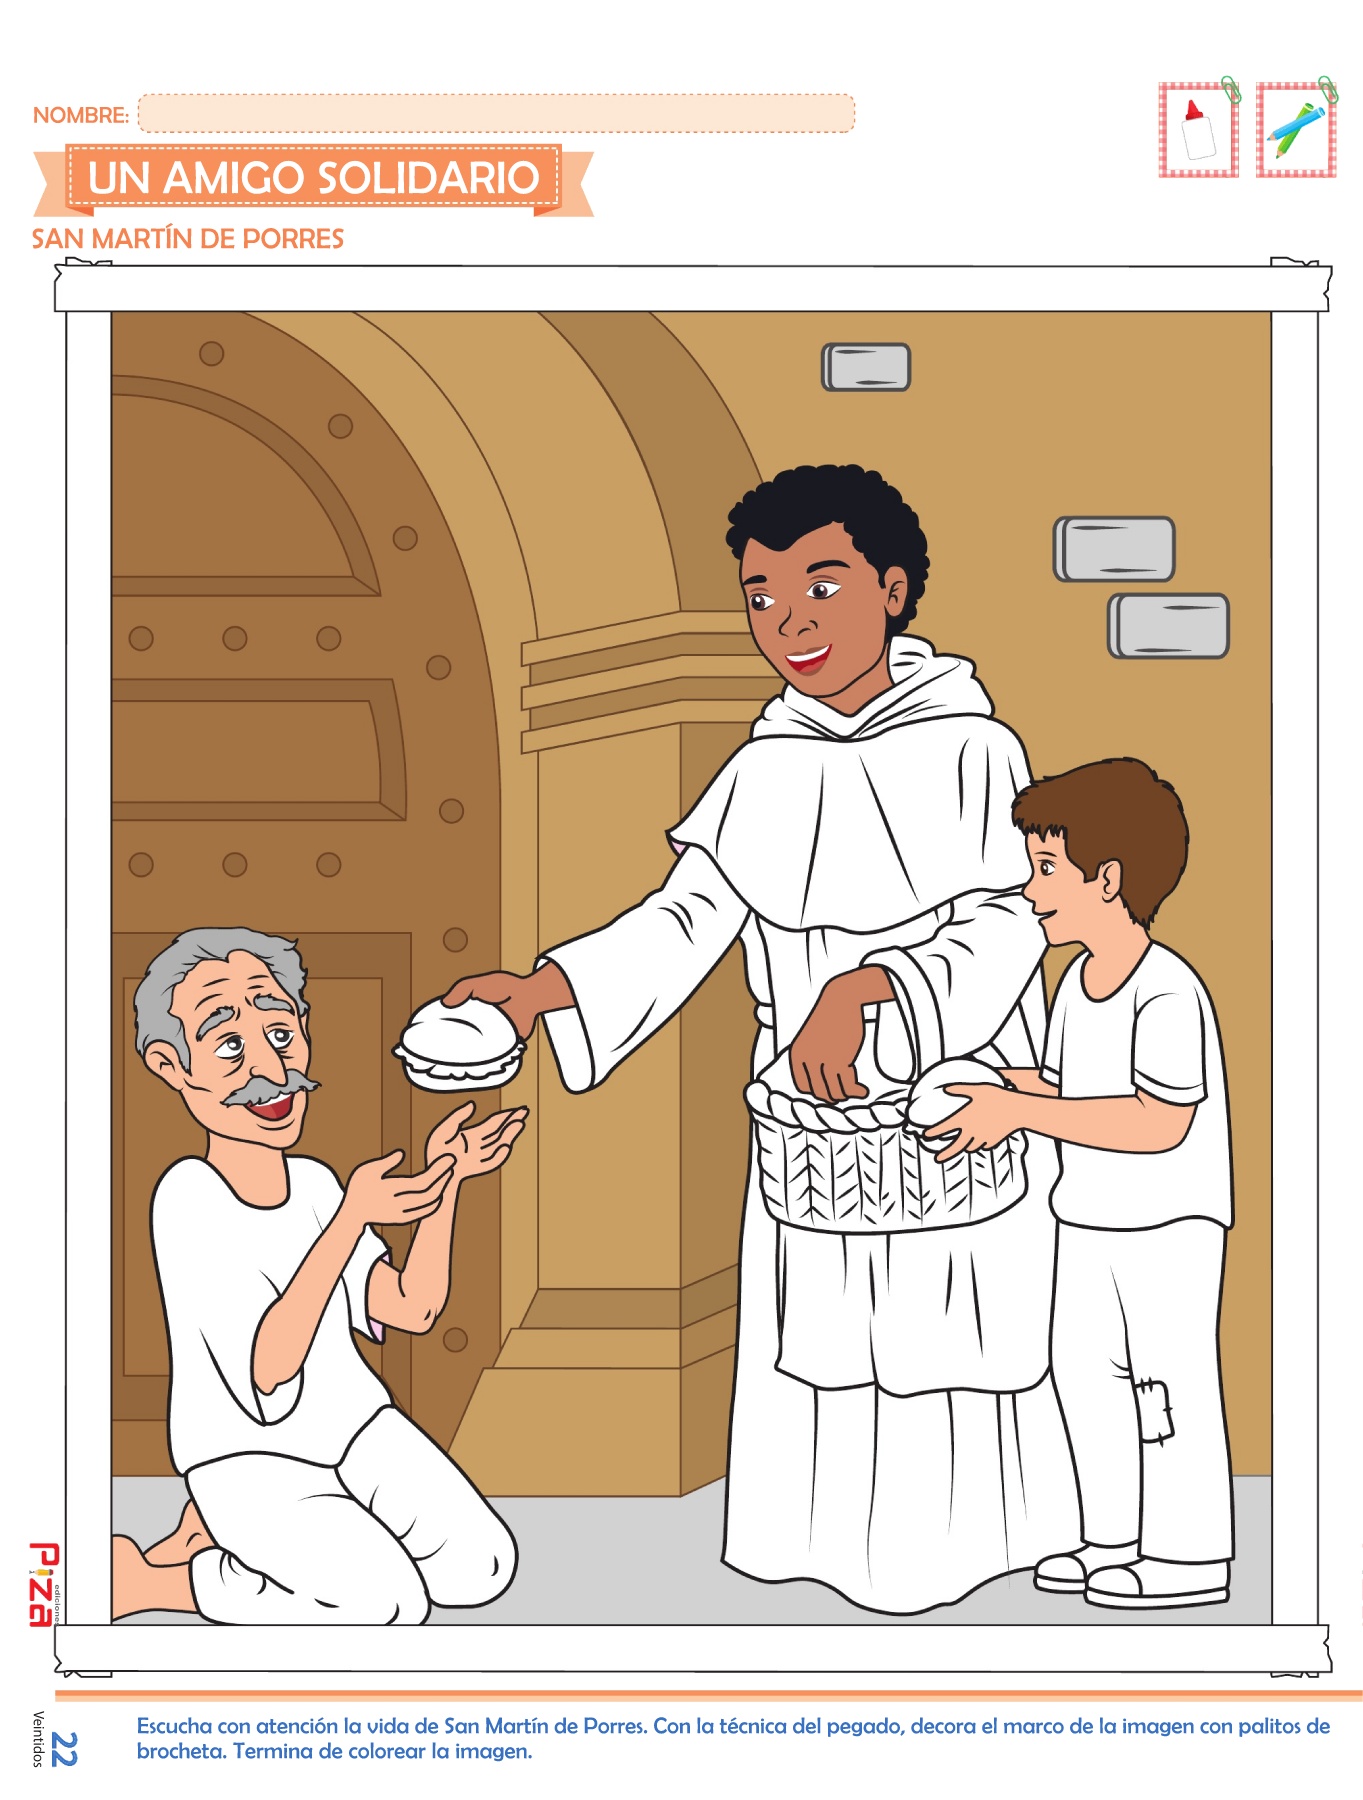 NOMBRE:
UN AMIGO SOLIDARIO
SAN MARTÍN DE PORRES
Piza
ediciones
22
Veintidos
Escucha con atención la vida de San Martín de Porres. Con la técnica del pegado, decora el marco de la imagen con palitos de
brocheta. Termina de colorear la imagen.